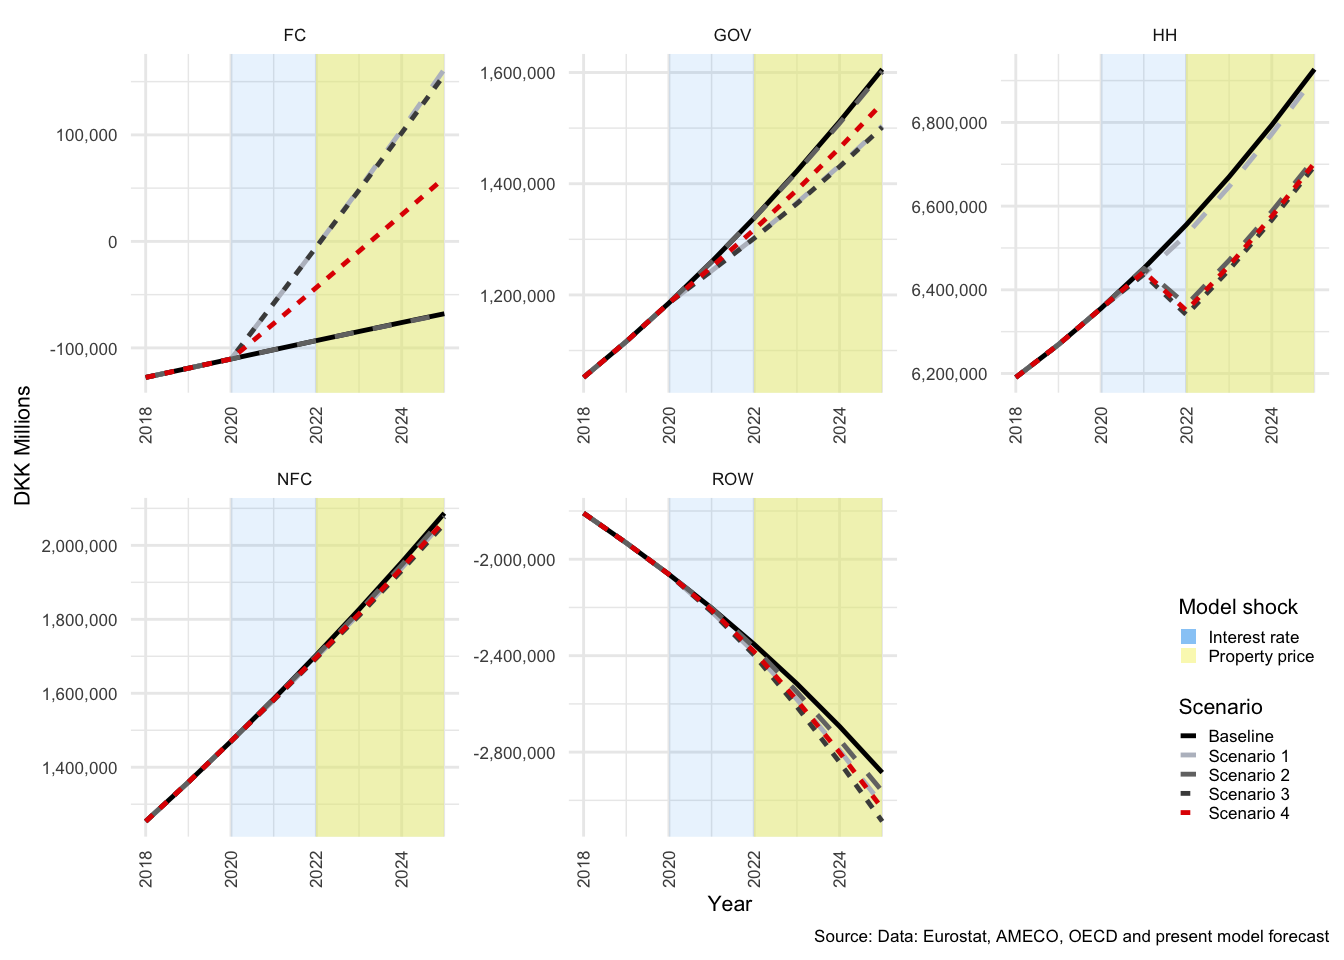 FC
GOV
HH
100,000
0
-100,000
1,600,000
1,400,000
1,200,000
6,800,000
6,600,000
6,400,000
6,200,000
2018
2020
2022
2024
2018
2020
2022
2024
2018
2020
2022
2024
DKK Millions
NFC
ROW
2,000,000
1,800,000
1,600,000
1,400,000
-2,000,000
-2,400,000
-2,800,000
2018
2020
2022
2024
2018
2020
2022
2024
Year
Model shock
Interest rate
Property price
Scenario
Baseline
Scenario 1
Scenario 2
Scenario 3
Scenario 4
Source: Data: Eurostat, AMECO, OECD and present model forecast